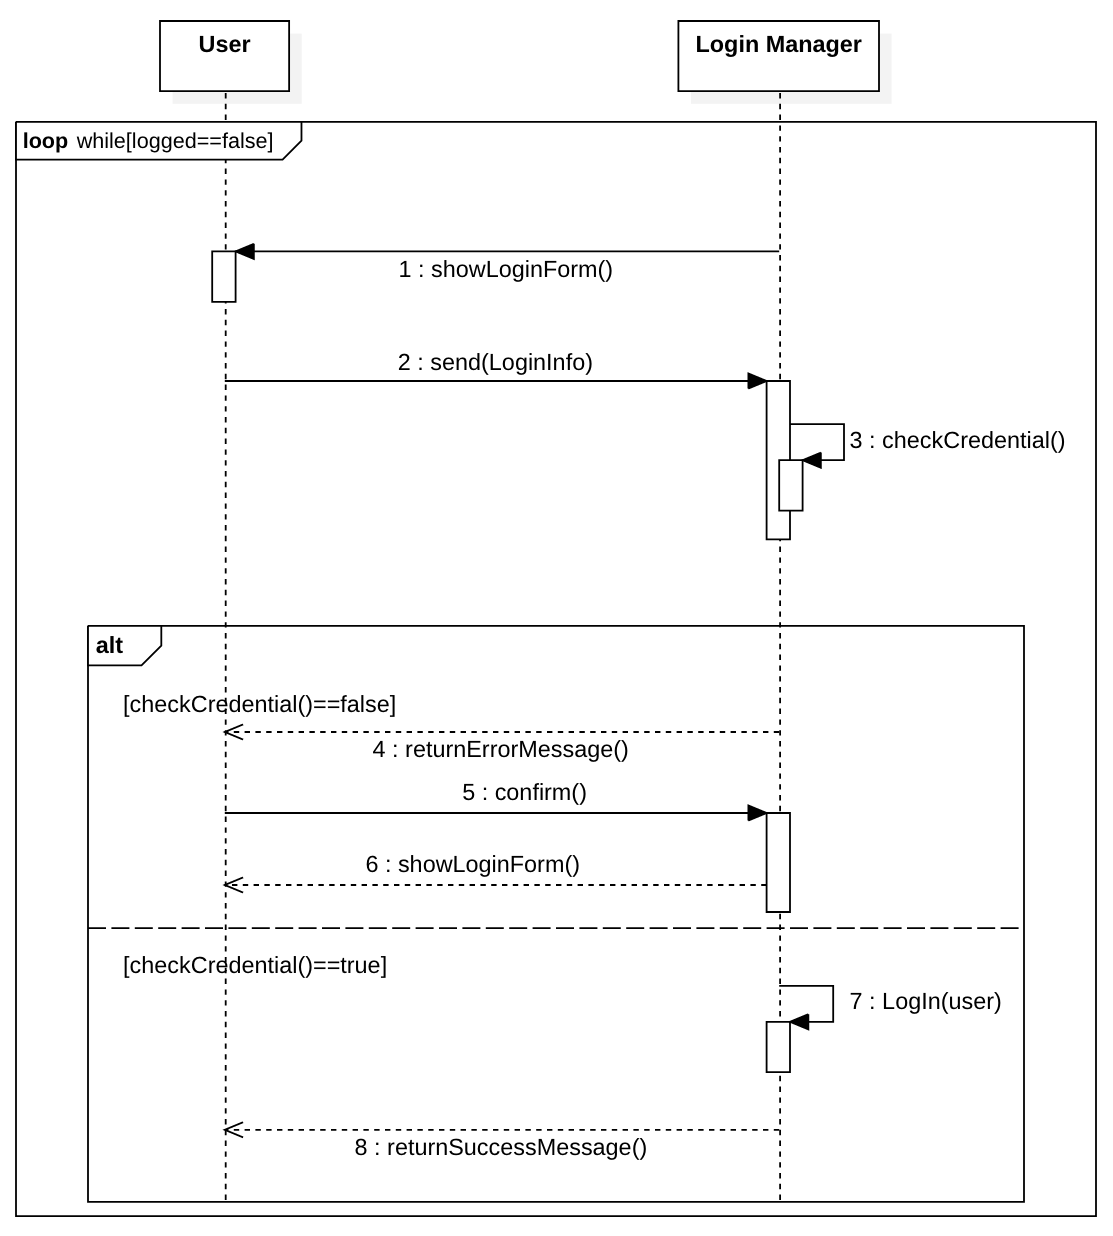 User
Login Manager
loop while[logged==false]
1 : showLoginForm()
2 : send(LoginInfo)
3 : checkCredential()
alt
[checkCredential()==false]
4 : returnErrorMessage()
5 : confirm()
6 : showLoginForm()
[checkCredential()==true]
7 : LogIn(user)
8 : returnSuccessMessage()